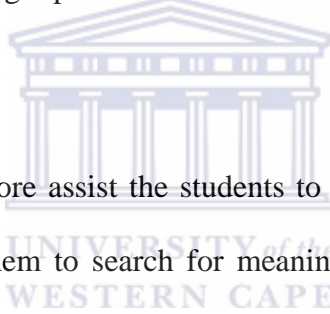 ore assist the students to
UNIVERSITY of the
em to search for meanin
WESTERN CAPE